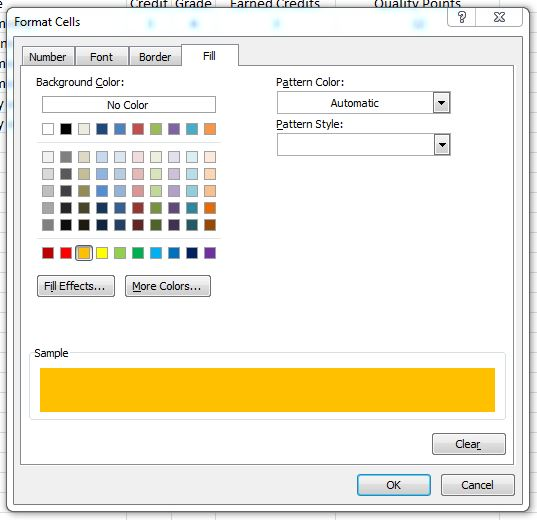 Credit Grade Earned Credits Quality Points
Format Cells
Number Font Border Fill
Background Color:
No Color
Pattern Color:
Automatic
Pattern Style:
Fill Effects...
More Colors...
Sample
Clear
OK Cancel